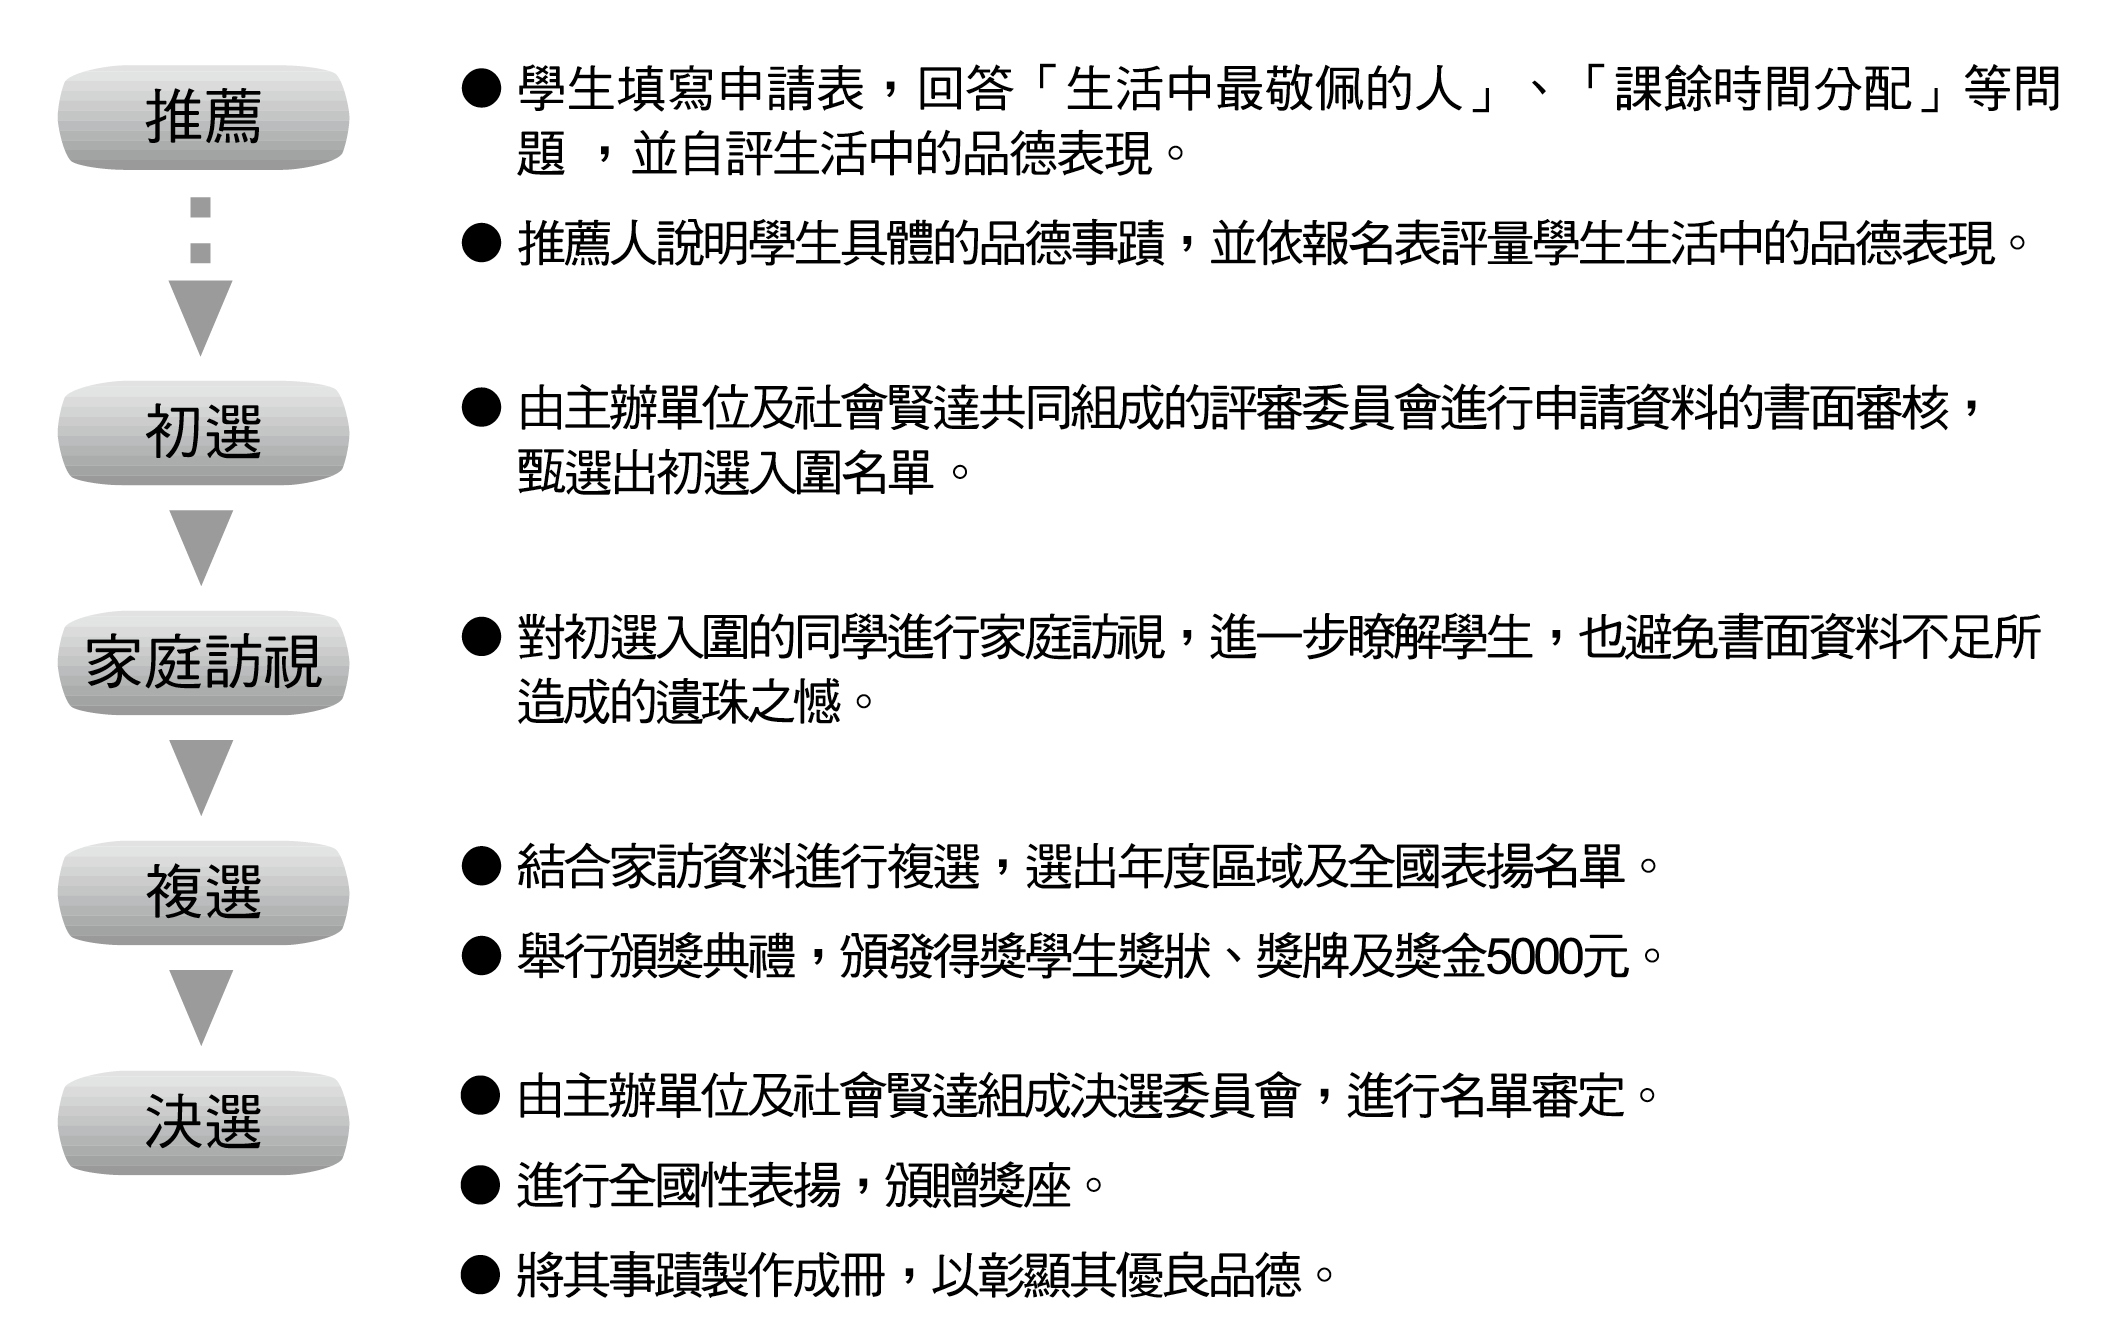 推薦
● 學生填寫申請表，回答「生活中最敬佩的人」、「課餘時間分配」等問
題 ，並自評生活中的品德表現。
● 推薦人說明學生具體的品德事蹟，並依報名表評量學生生活中的品德表現。
初選
● 由主辦單位及社會賢達共同組成的評審委員會進行申請資料的書面審核，
甄選出初選入圍名單。
家庭訪視
● 對初選入圍的同學進行家庭訪視，進一步瞭解學生，也避免書面資料不足所
造成的遺珠之憾。
複選
● 結合家訪資料進行複選，選出年度區域及全國表揚名單。
● 舉行頒獎典禮，頒發得獎學生獎狀、獎牌及獎金5000元。
決選
● 由主辦單位及社會賢達組成決選委員會，進行名單審定。
● 進行全國性表揚，頒贈獎座。
● 將其事蹟製作成冊，以彰顯其優良品德。